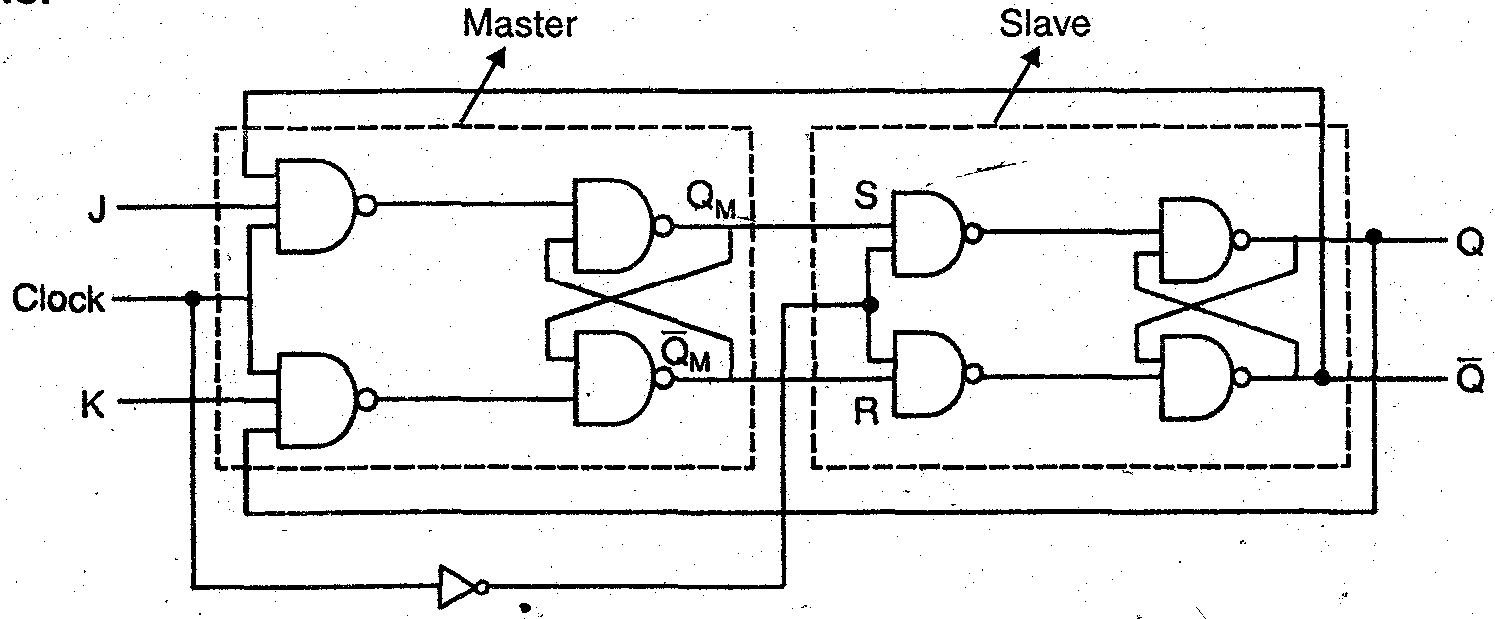 Master
Slave
J
Q_M
S
Q
Clock
Q̅_M
K
R
Q̅